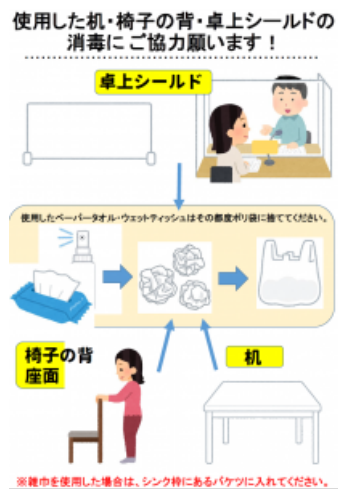 使用した机・椅子の背・卓上シールドの
消毒にご協力願います！
卓上シールド
使用したペーパータオル・ウェットティッシュはその都度ポリ袋に捨ててください。
椅子の背
座面
机
※雑巾を使用した場合は、シンク枠にあるバケツに入れてください。